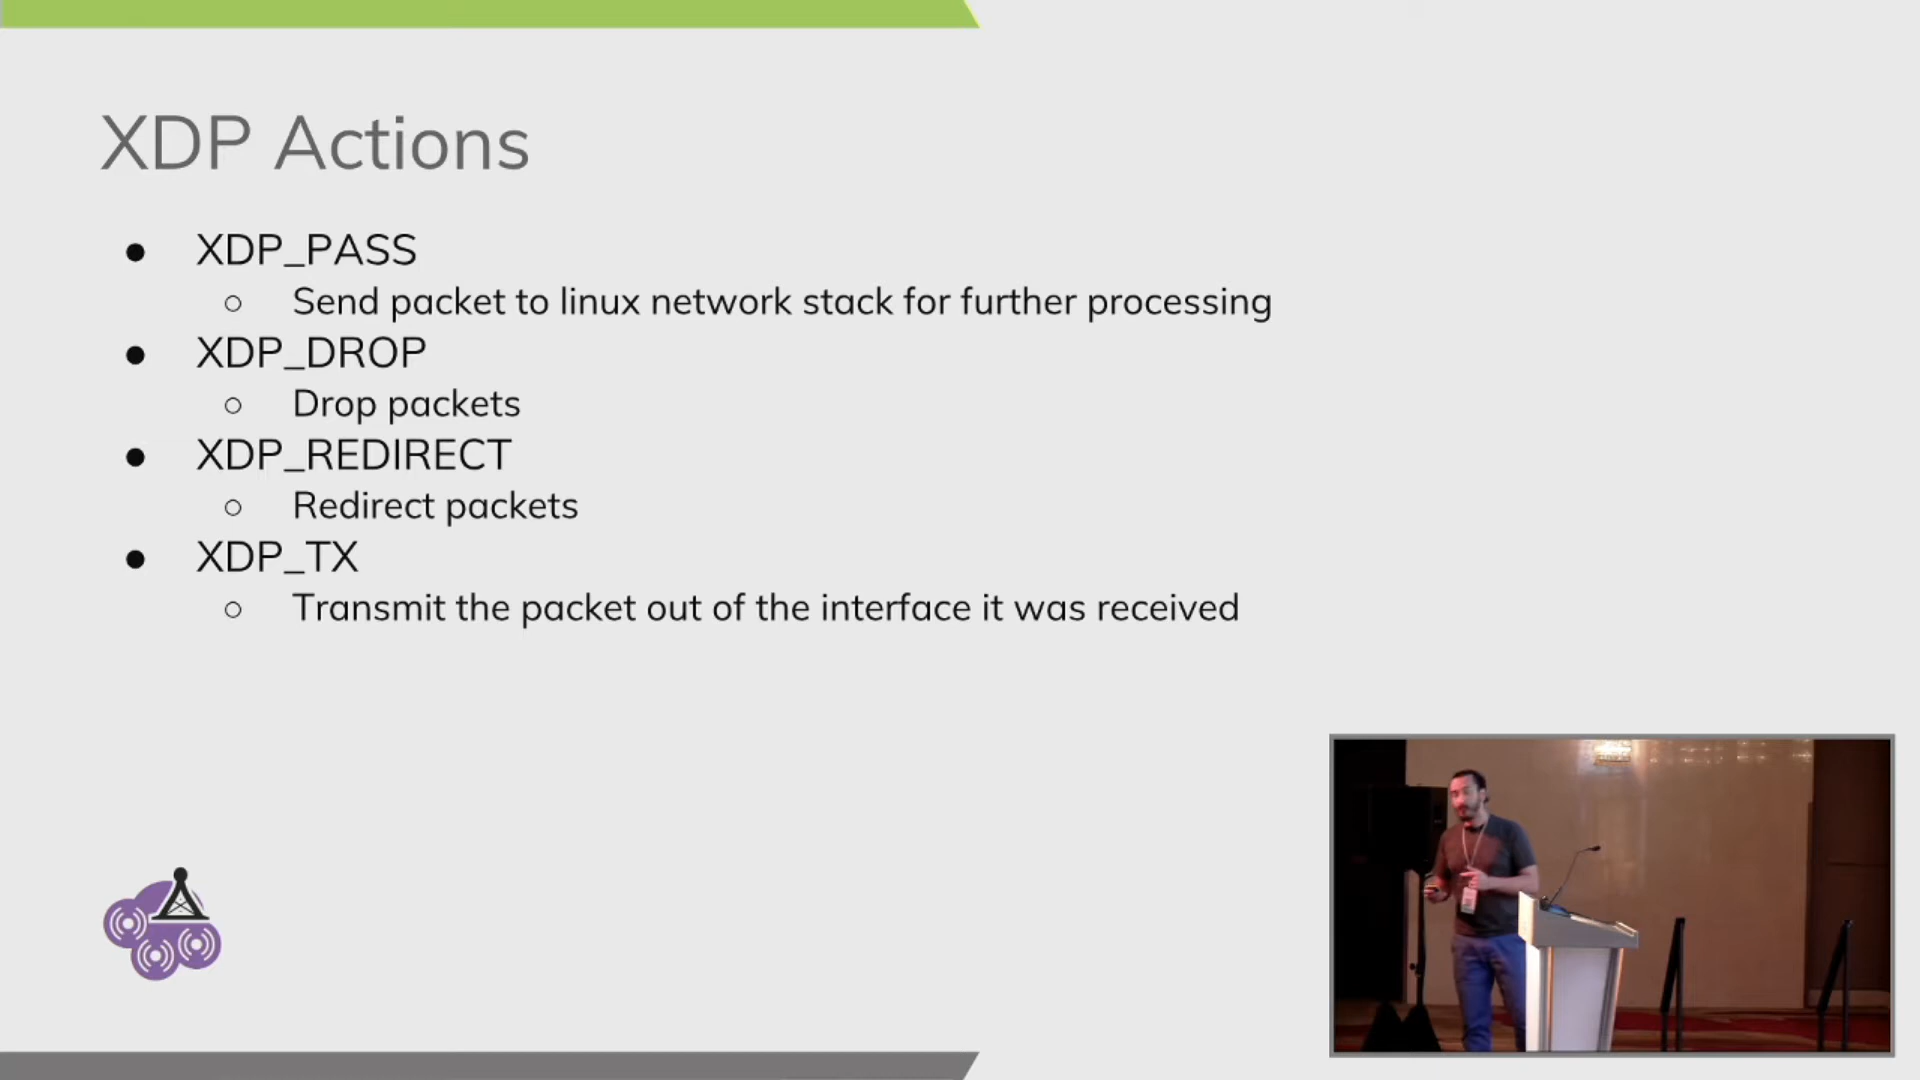 XDP Actions
● XDP_PASS
○ Send packet to linux network stack for further processing
● XDP_DROP
○ Drop packets
● XDP_REDIRECT
○ Redirect packets
● XDP_TX
○ Transmit the packet out of the interface it was received